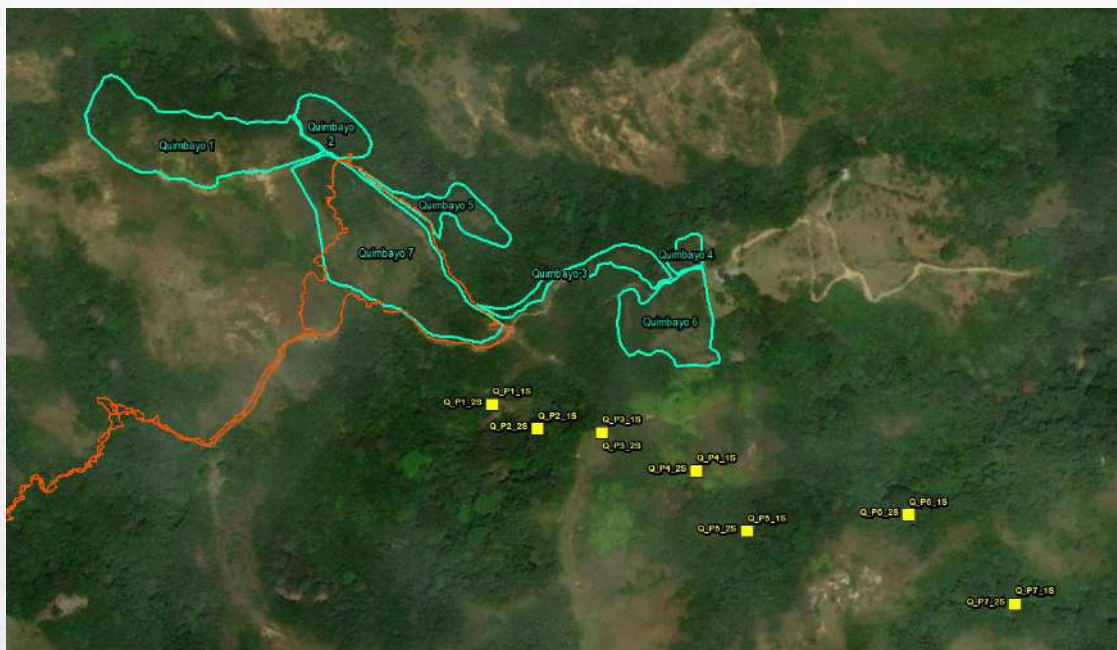 Quimbayo 1
Quimbayo
2
Quimbayo 5
Quimbayo 7
Quimbayo 3
Quimbayo 4
Quimbayo 6
Q_P1_1S
Q_P1_2S
Q_P2_1S
Q_P2_2S
Q_P3_1S
Q_P3_2S
Q_P4_1S
Q_P4_2S
Q_P5_1S
Q_P5_2S
Q_P6_1S
Q_P6_2S
Q_P7_1S
Q_P7_2S